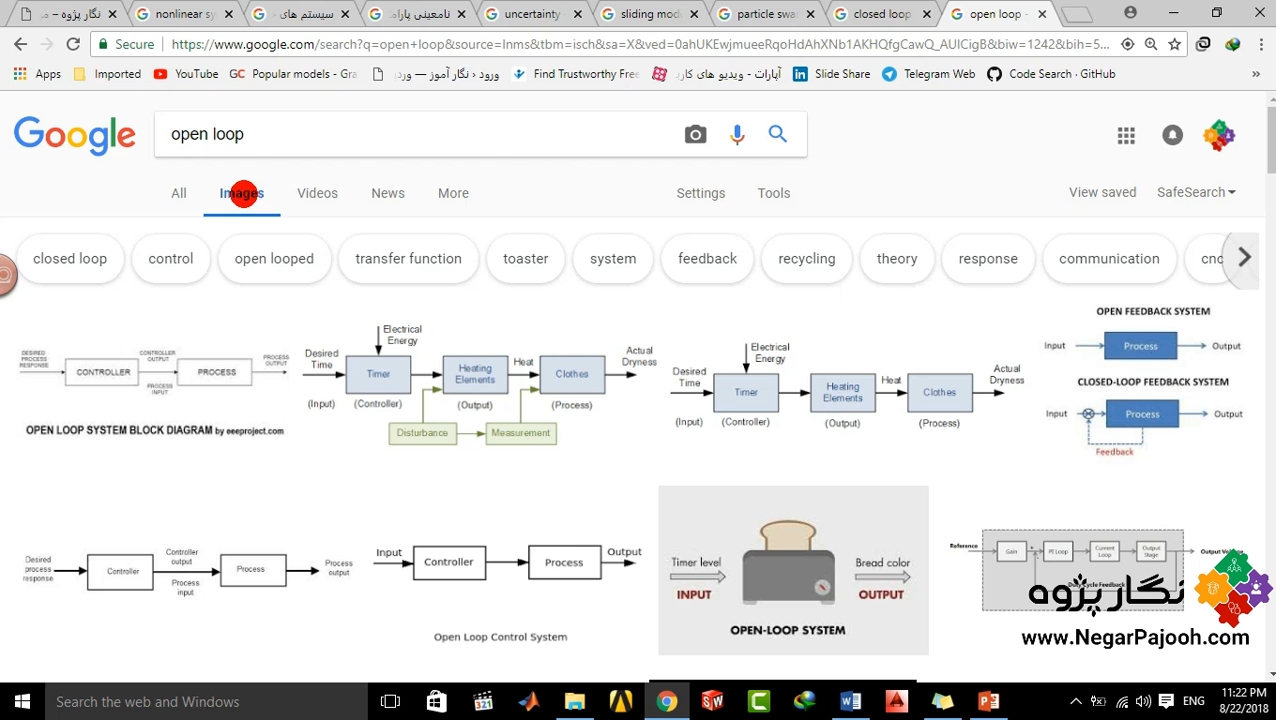 نگار پژوه – م
nonlinear sy
سیستم های
نامعینی پارام
uncertainty
sliding mod
particle swa
closed loop
open loop -
Secure
https://www.google.com/search?q=open+loop&source=lnms&tbm=isch&sa=X&ved=0ahUKEwjmueeRqoHdAhXNb1AKHQfgCawQ_AUICigB&biw=1242&bih=5...
Apps
Imported
YouTube
GC Popular models - Gra
ورود ‹ نگار آموز — ورد
Find Trustworthy Free
آپارات - ویدیو های کارب
Slide Share
Telegram Web
Code Search · GitHub
»
Google
open loop
All
Images
Videos
News
More
Settings
Tools
View saved
SafeSearch
closed loop
control
open looped
transfer function
toaster
system
feedback
recycling
theory
response
communication
cnc
DESIRED
PROCESS
RESPONSE
CONTROLLER
CONTROLLER
OUTPUT
PROCESS
INPUT
PROCESS
PROCESS
OUTPUT
OPEN LOOP SYSTEM BLOCK DIAGRAM by eeeproject.com
Electrical
Energy
Desired
Time
(Input)
Timer
(Controller)
Heating
Elements
(Output)
Heat
Clothes
(Process)
Actual
Dryness
Disturbance
Measurement
Electrical
Energy
Desired
Time
(Input)
Timer
(Controller)
Heating
Elements
(Output)
Heat
Clothes
(Process)
Actual
Dryness
OPEN FEEDBACK SYSTEM
Input
Process
Output
CLOSED-LOOP FEEDBACK SYSTEM
Input
Process
Output
Feedback
Desired
process
response
Controller
Controller
output
Process
input
Process
Process
output
Input
Controller
Process
Output
Open Loop Control System
Timer level
INPUT
Bread color
OUTPUT
OPEN-LOOP SYSTEM
Reference
Gain
PI Loop
Current
Loop
Output
Stage
نگار پژوه
www.NegarPajooh.com
Search the web and Windows
321
ENG
11:22 PM
8/22/2018